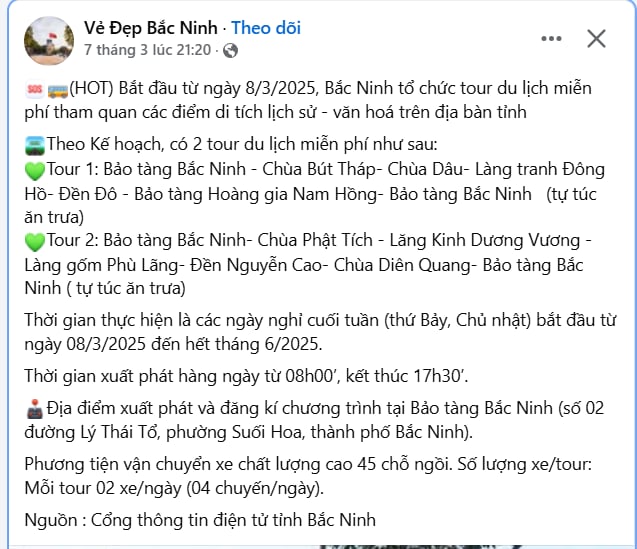 Vẻ Đẹp Bắc Ninh · Theo dõi
7 tháng 3 lúc 21:20 ·
🆘🚌(HOT) Bắt đầu từ ngày 8/3/2025, Bắc Ninh tổ chức tour du lịch miễn
phí tham quan các điểm di tích lịch sử - văn hoá trên địa bàn tỉnh
🏞️Theo Kế hoạch, có 2 tour du lịch miễn phí như sau:
💚Tour 1: Bảo tàng Bắc Ninh - Chùa Bút Tháp- Chùa Dâu- Làng tranh Đông
Hồ- Đền Đô - Bảo tàng Hoàng gia Nam Hồng- Bảo tàng Bắc Ninh (tự túc
ăn trưa)
💚Tour 2: Bảo tàng Bắc Ninh- Chùa Phật Tích - Lăng Kinh Dương Vương -
Làng gốm Phù Lãng- Đền Nguyễn Cao- Chùa Diên Quang- Bảo tàng Bắc
Ninh ( tự túc ăn trưa)
Thời gian thực hiện là các ngày nghỉ cuối tuần (thứ Bảy, Chủ nhật) bắt đầu từ
ngày 08/3/2025 đến hết tháng 6/2025.
Thời gian xuất phát hàng ngày từ 08h00’, kết thúc 17h30’.
🕹️Địa điểm xuất phát và đăng kí chương trình tại Bảo tàng Bắc Ninh (số 02
đường Lý Thái Tổ, phường Suối Hoa, thành phố Bắc Ninh).
Phương tiện vận chuyển xe chất lượng cao 45 chỗ ngồi. Số lượng xe/tour:
Mỗi tour 02 xe/ngày (04 chuyến/ngày).
Nguồn : Cổng thông tin điện tử tỉnh Bắc Ninh